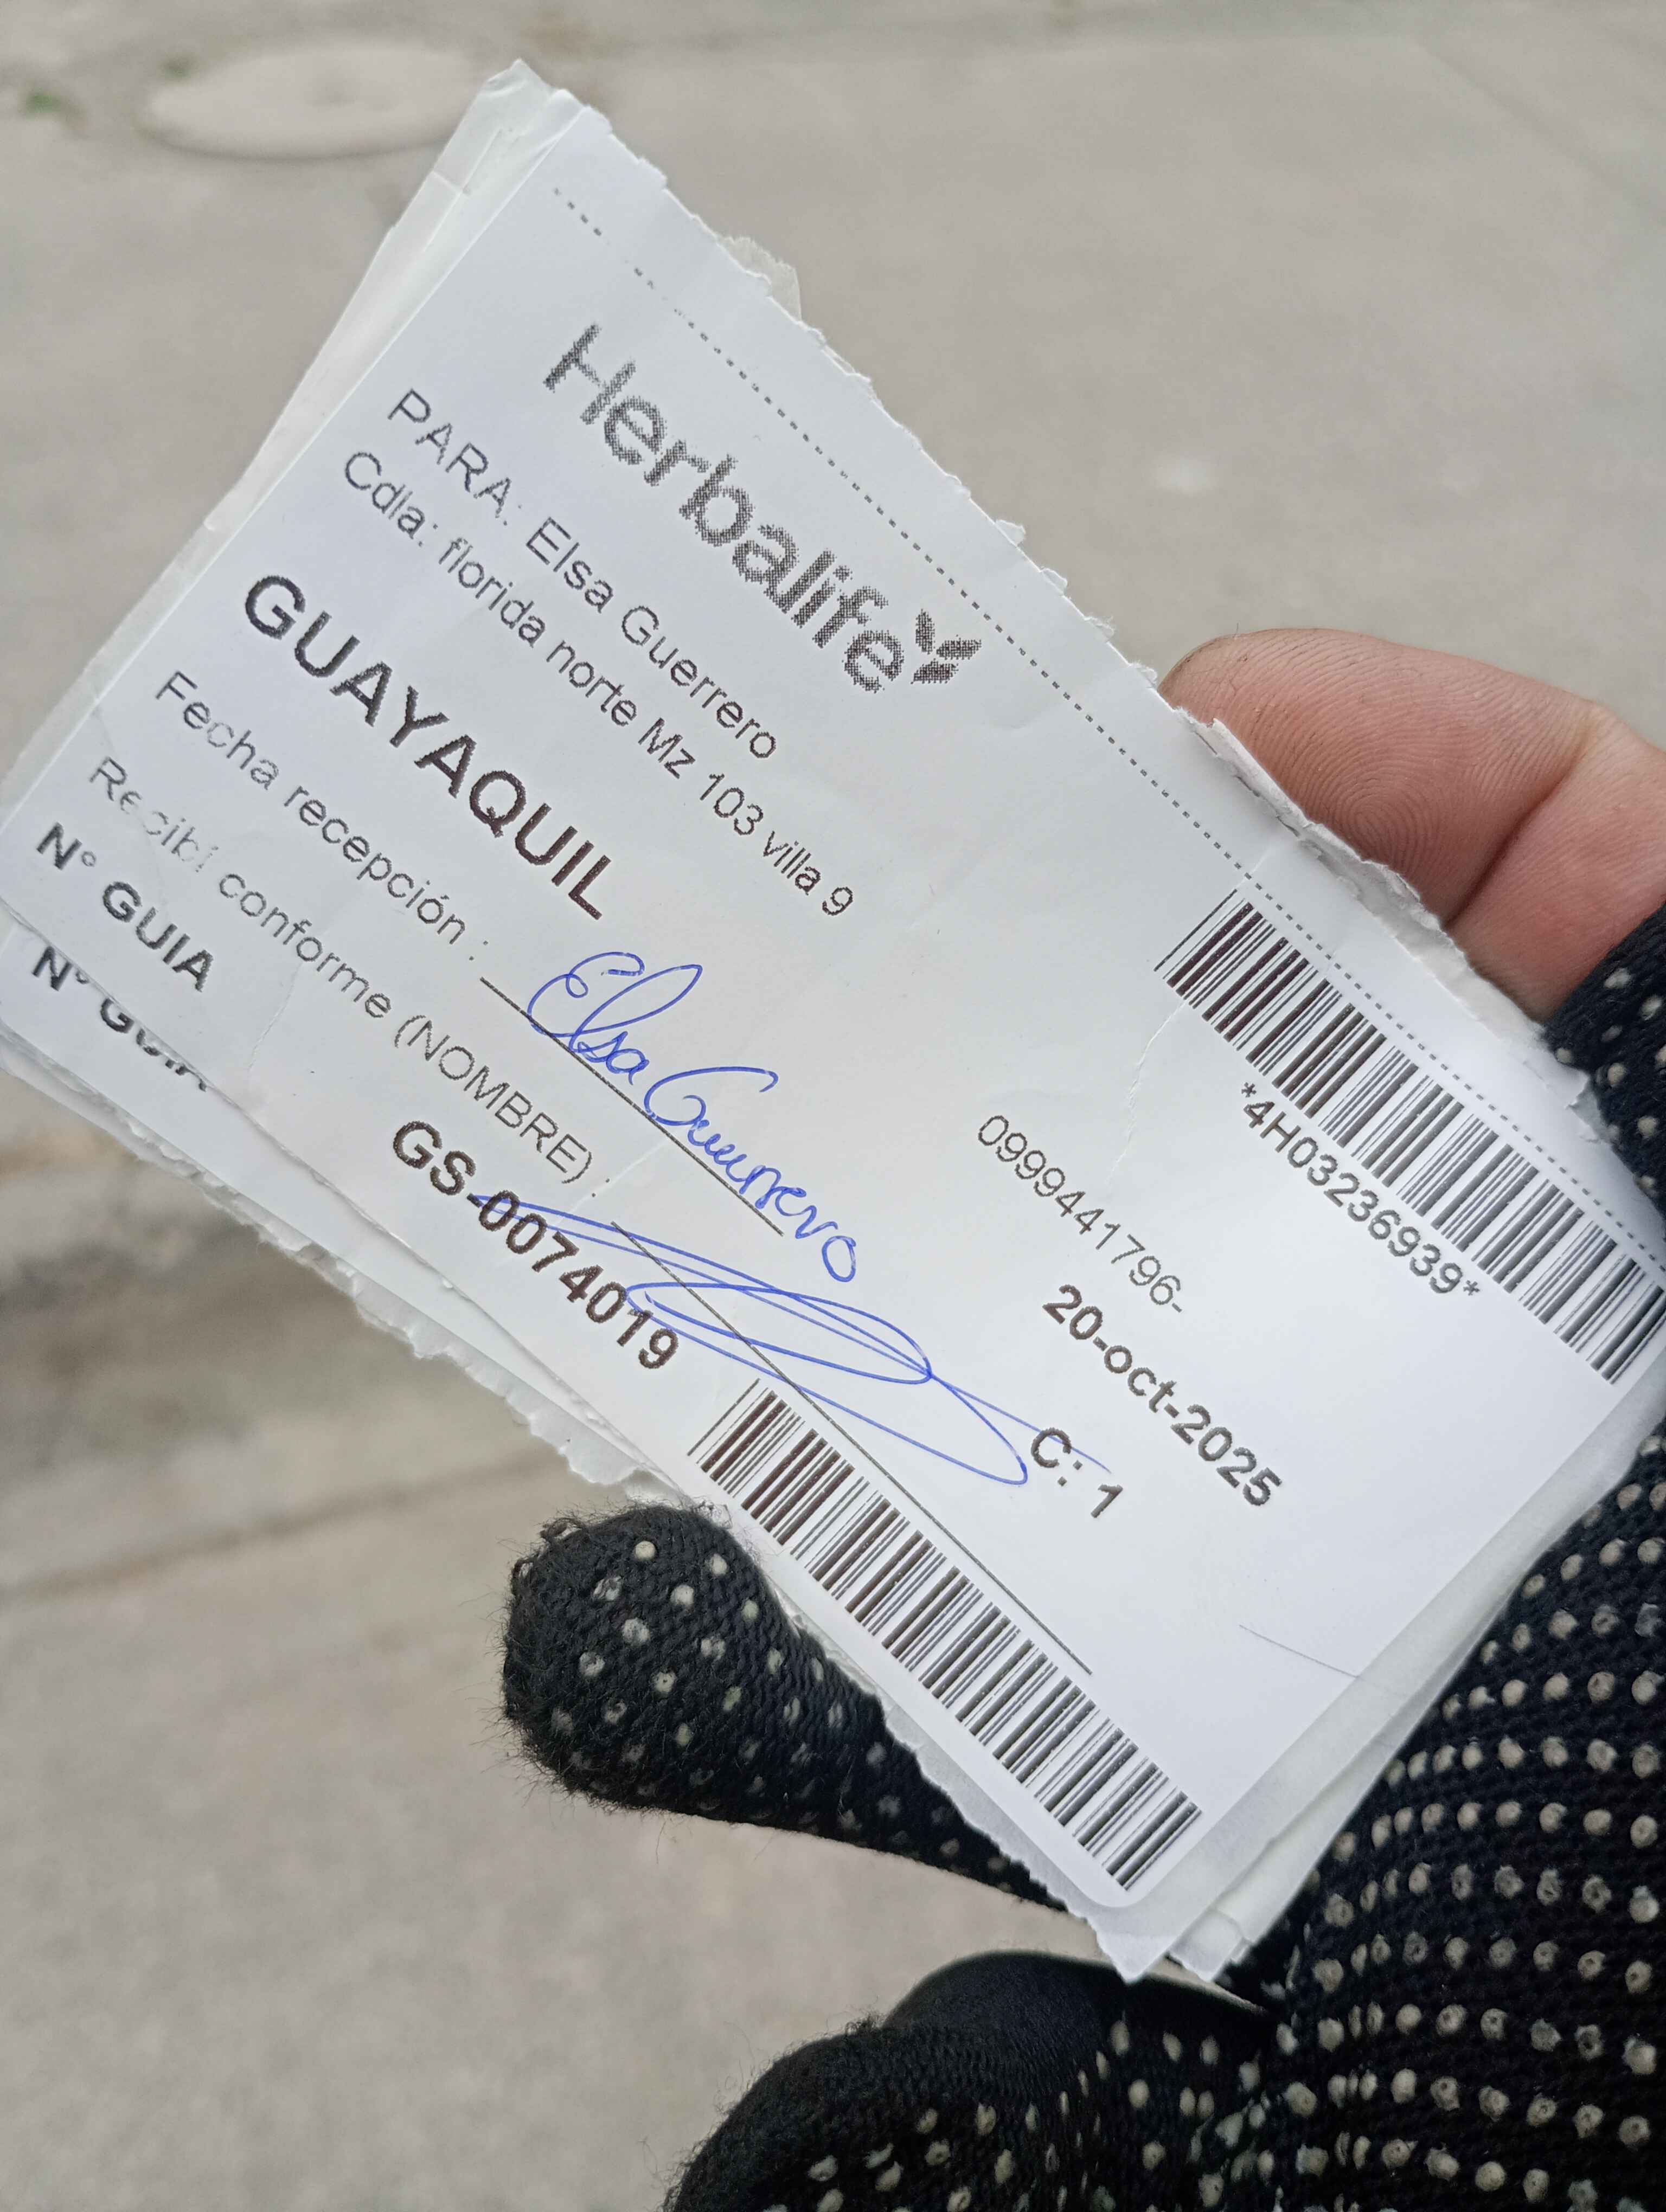 Herbalife
*4H03236939*
PARA: Elsa Guerrero
Cdla: florida norte Mz 103 villa 9
0999441796-
GUAYAQUIL
20-oct-2025
Fecha recepción : Elsa Guerrero
C: 1
Recibí conforme (NOMBRE) :
N° GUIA GS-0074019
N° GUIA